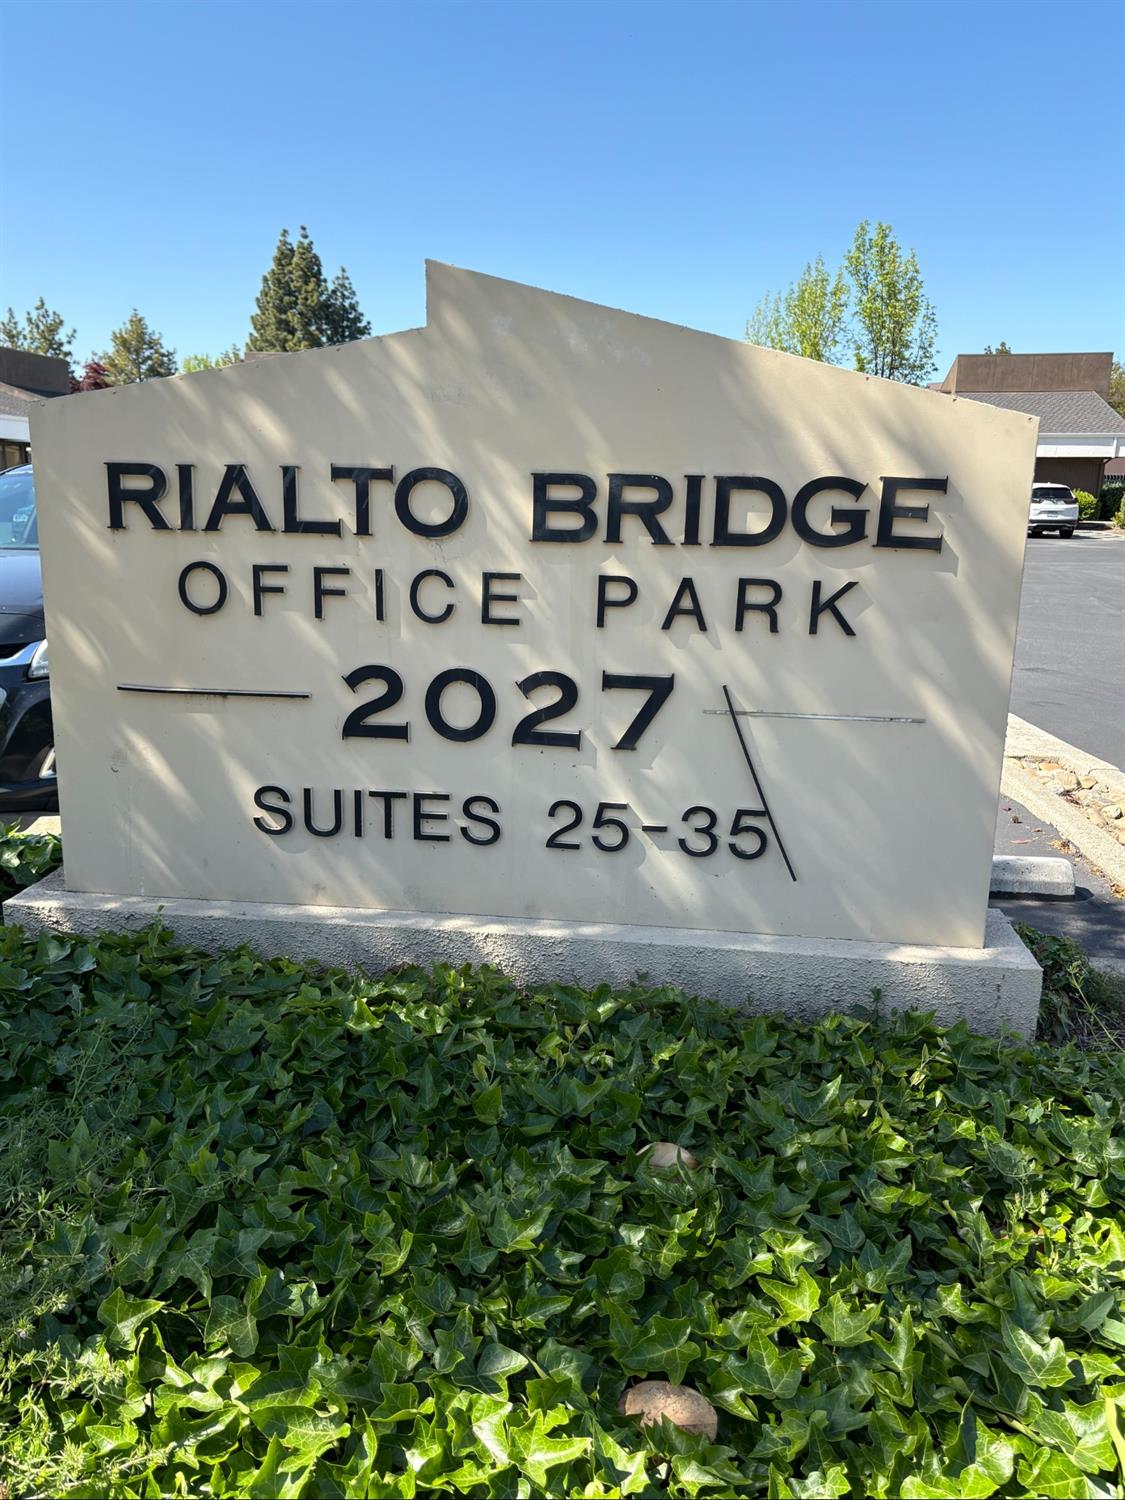 RIALTO BRIDGE
OFFICE PARK
2027
SUITES 25-35